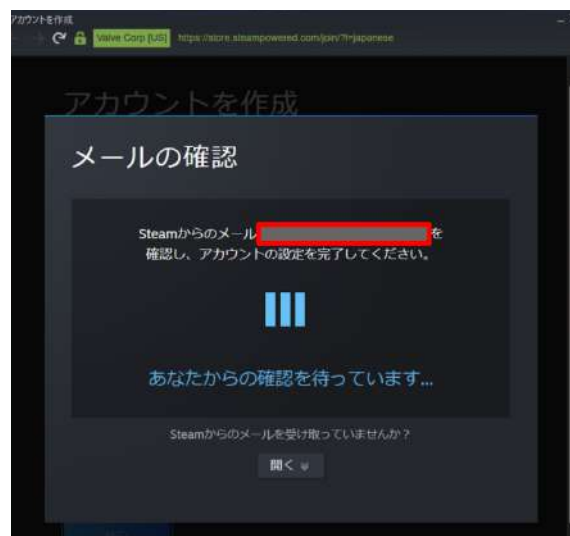 アカウントを作成
Valve Corp [US] https://store.steampowered.com/join/?l=japanese
アカウントを作成
メールの確認
Steamからのメール を
確認し、アカウントの設定を完了してください。
あなたからの確認を待っています...
Steamからのメールを受け取っていませんか？
開く